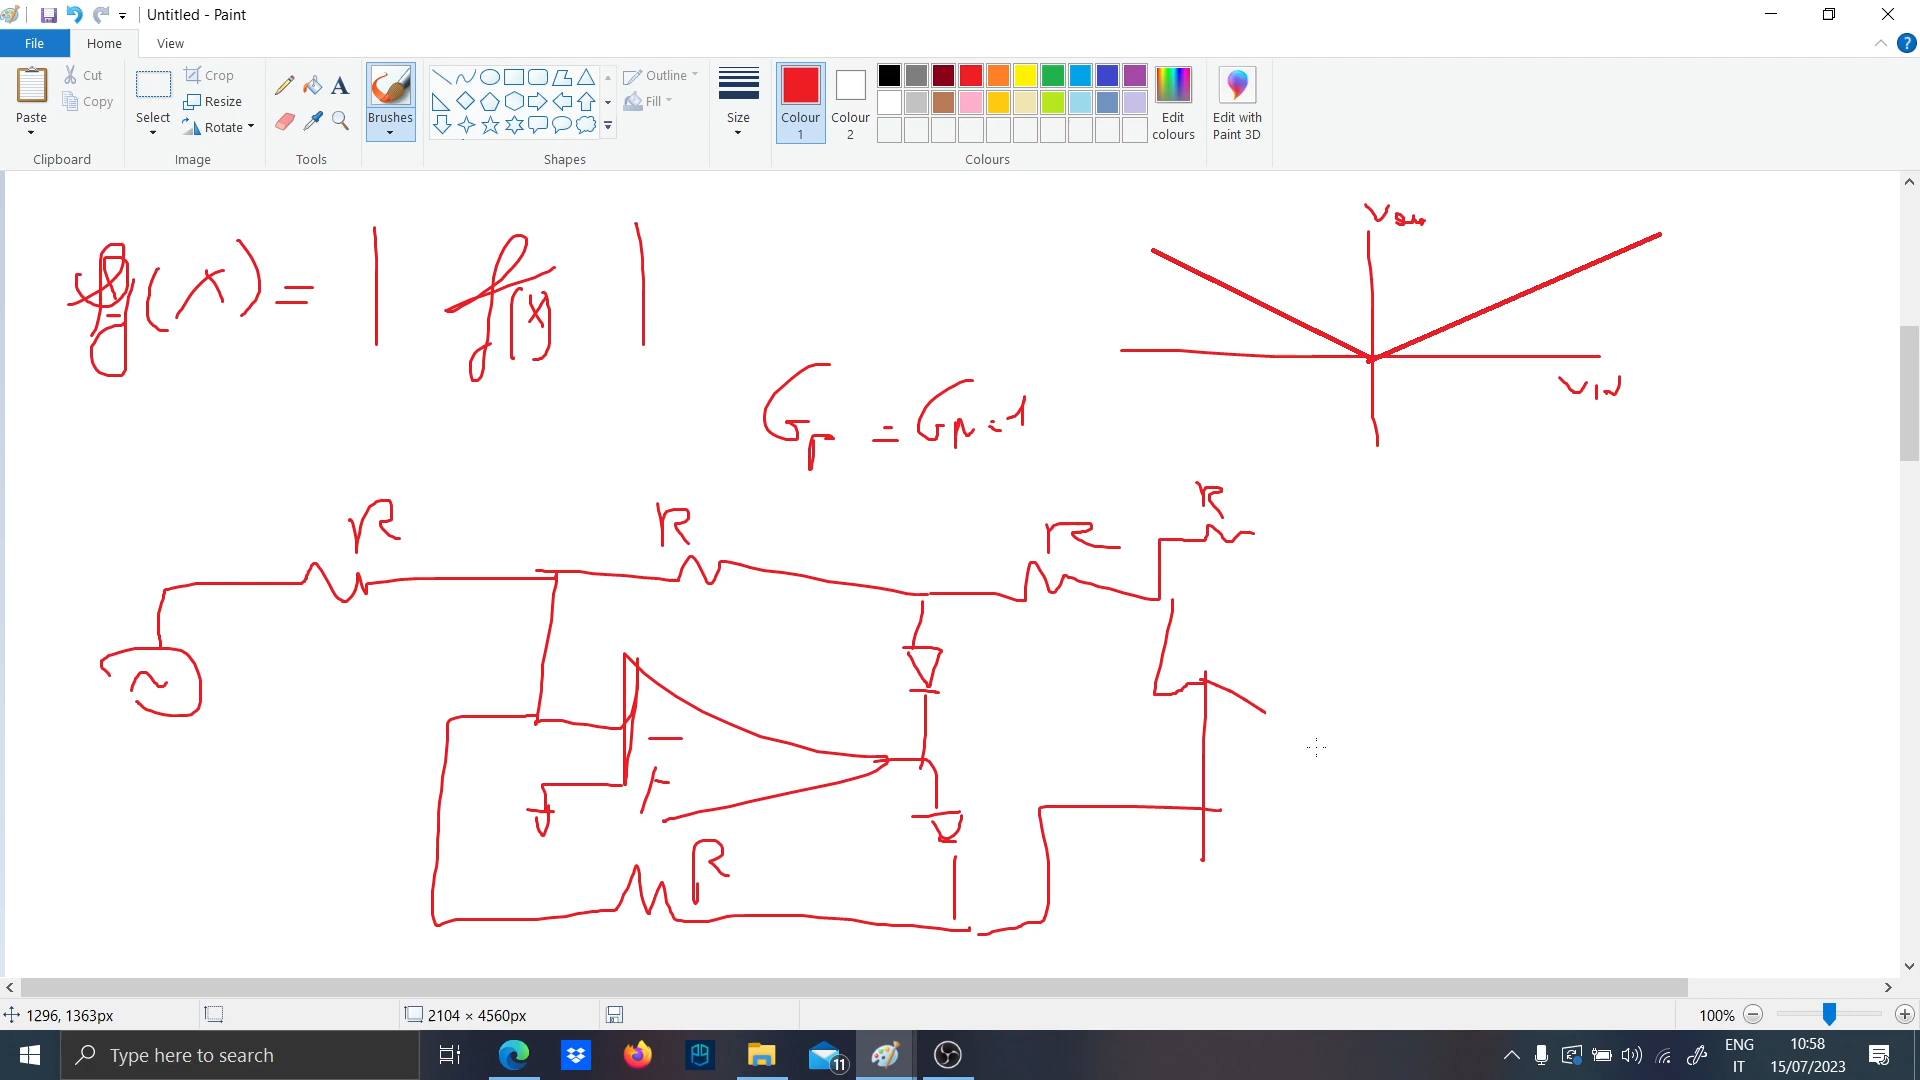 Untitled - Paint
File Home View
Paste
Cut
Copy
Clipboard
Select
Crop
Resize
Rotate
Image
Tools
Brushes
Shapes
Outline
Fill
Size
Colour 1
Colour 2
Edit colours
Edit with Paint 3D
Colours
g(x) = | f(x) |
VIN
Gp = Gn = 1
R
R
R
R
~
−
+
R
1296, 1363px
2104 × 4560px
100%
Type here to search
11
ENG
IT
10:58
15/07/2023